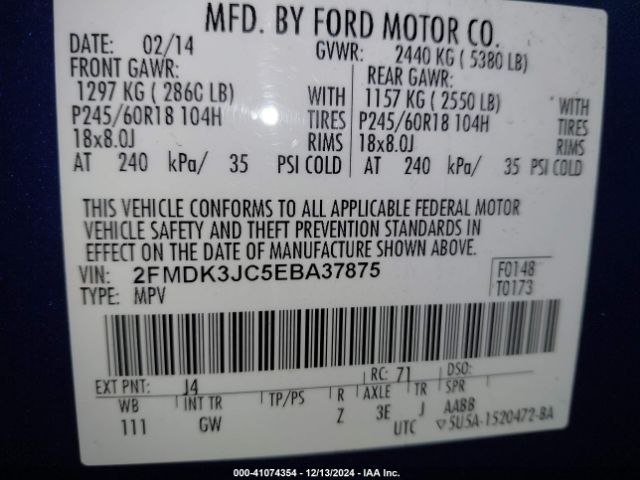 MFD. BY FORD MOTOR CO.
DATE: 02/14 GVWR: 2440 KG ( 5380 LB)
FRONT GAWR: REAR GAWR:
1297 KG ( 2860 LB) WITH 1157 KG ( 2550 LB) WITH
P245/60R18 104H TIRES P245/60R18 104H TIRES
18x8.0J RIMS 18x8.0J RIMS
AT 240 kPa/ 35 PSI COLD AT 240 kPa/ 35 PSI COLD
THIS VEHICLE CONFORMS TO ALL APPLICABLE FEDERAL MOTOR
VEHICLE SAFETY AND THEFT PREVENTION STANDARDS IN
EFFECT ON THE DATE OF MANUFACTURE SHOWN ABOVE.
VIN: 2FMDK3JC5EBA37875 F0148
TYPE: MPV T0173
EXT PNT: J4 RC: 71 DSO:
WB INT TR TP/PS R AXLE TR SPR
111 GW Z 3E J AABB
UTC ▽5U5A-1520472-BA
000-41074354 - 12/13/2024 - IAA Inc.